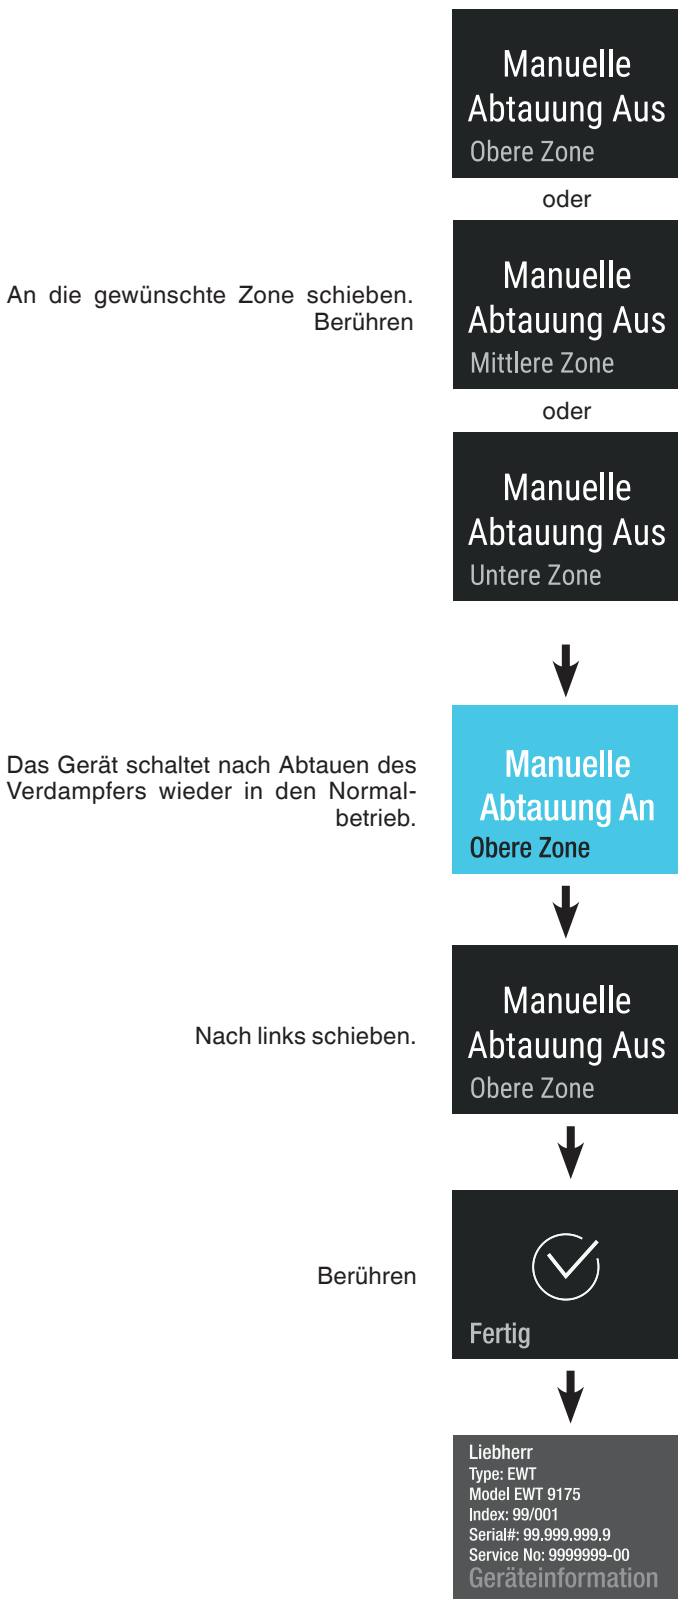 Manuelle
Abtauung Aus
Obere Zone
oder
An die gewünschte Zone schieben.
Berühren
Manuelle
Abtauung Aus
Mittlere Zone
oder
Manuelle
Abtauung Aus
Untere Zone
Das Gerät schaltet nach Abtauen des
Verdampfers wieder in den Normal-
betrieb.
Manuelle
Abtauung An
Obere Zone
Nach links schieben.
Manuelle
Abtauung Aus
Obere Zone
Berühren
Fertig
Liebherr
Type: EWT
Model EWT 9175
Index: 99/001
Serial#: 99.999.999.9
Service No: 9999999-00
Geräteinformation